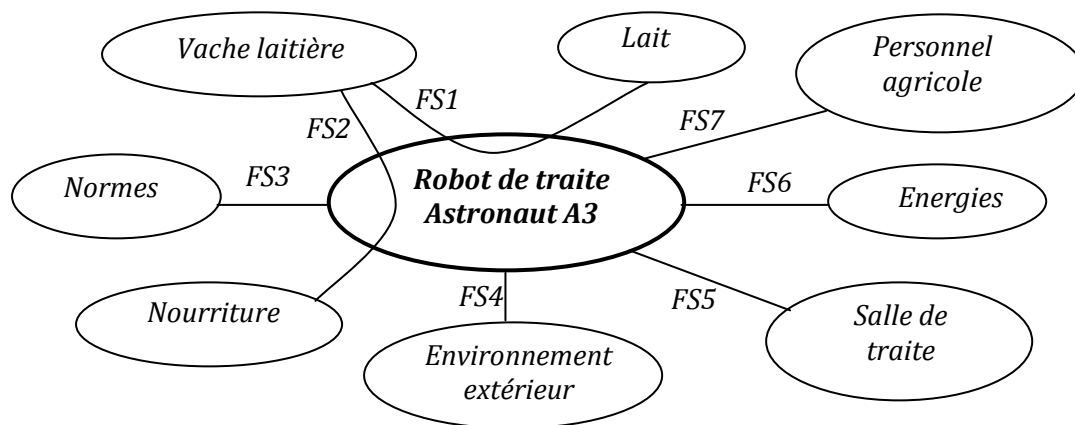 Vache laitière
Lait
Personnel
agricole
FS1
FS2
FS7
Normes
FS3
Robot de traite
Astronaut A3
FS6
Energies
Nourriture
FS4
FS5
Environnement
extérieur
Salle de
traite